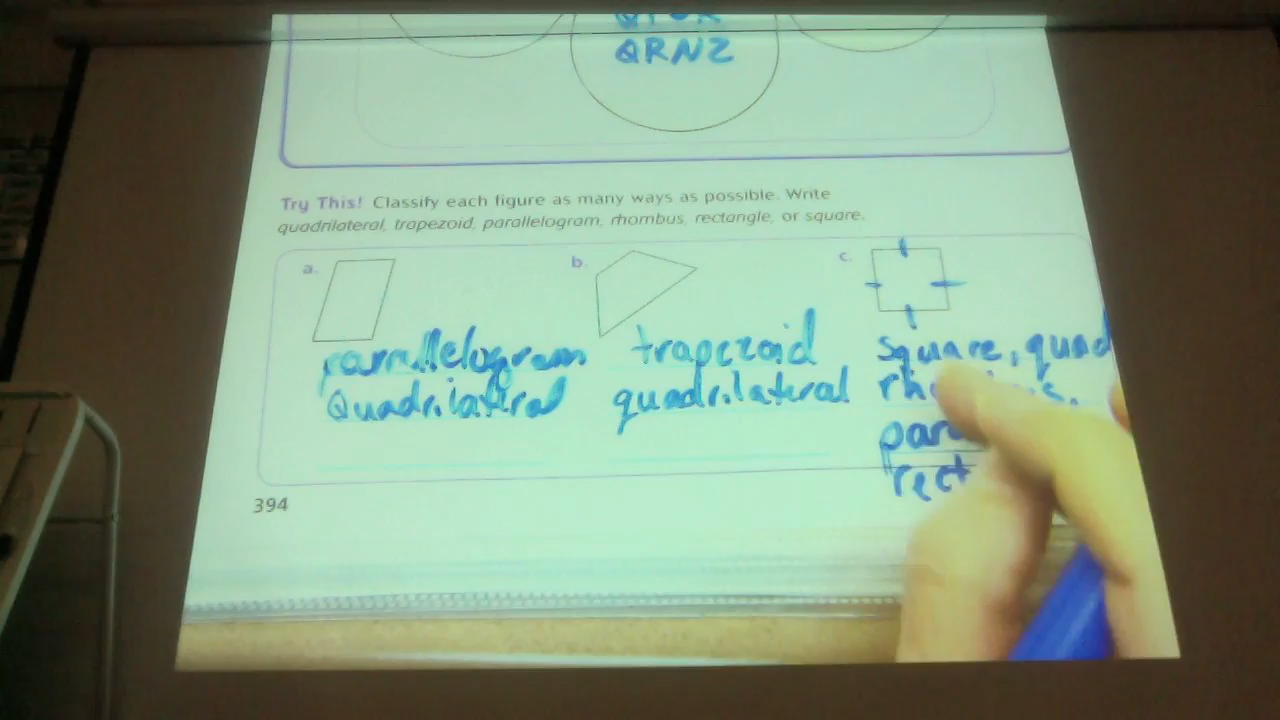 QRNZ
Try This! Classify each figure as many ways as possible. Write
quadrilateral, trapezoid, parallelogram, rhombus, rectangle, or square.
a.
b.
c.
parallelogram
Quadrilateral
trapezoid
quadrilateral
square, quad
394